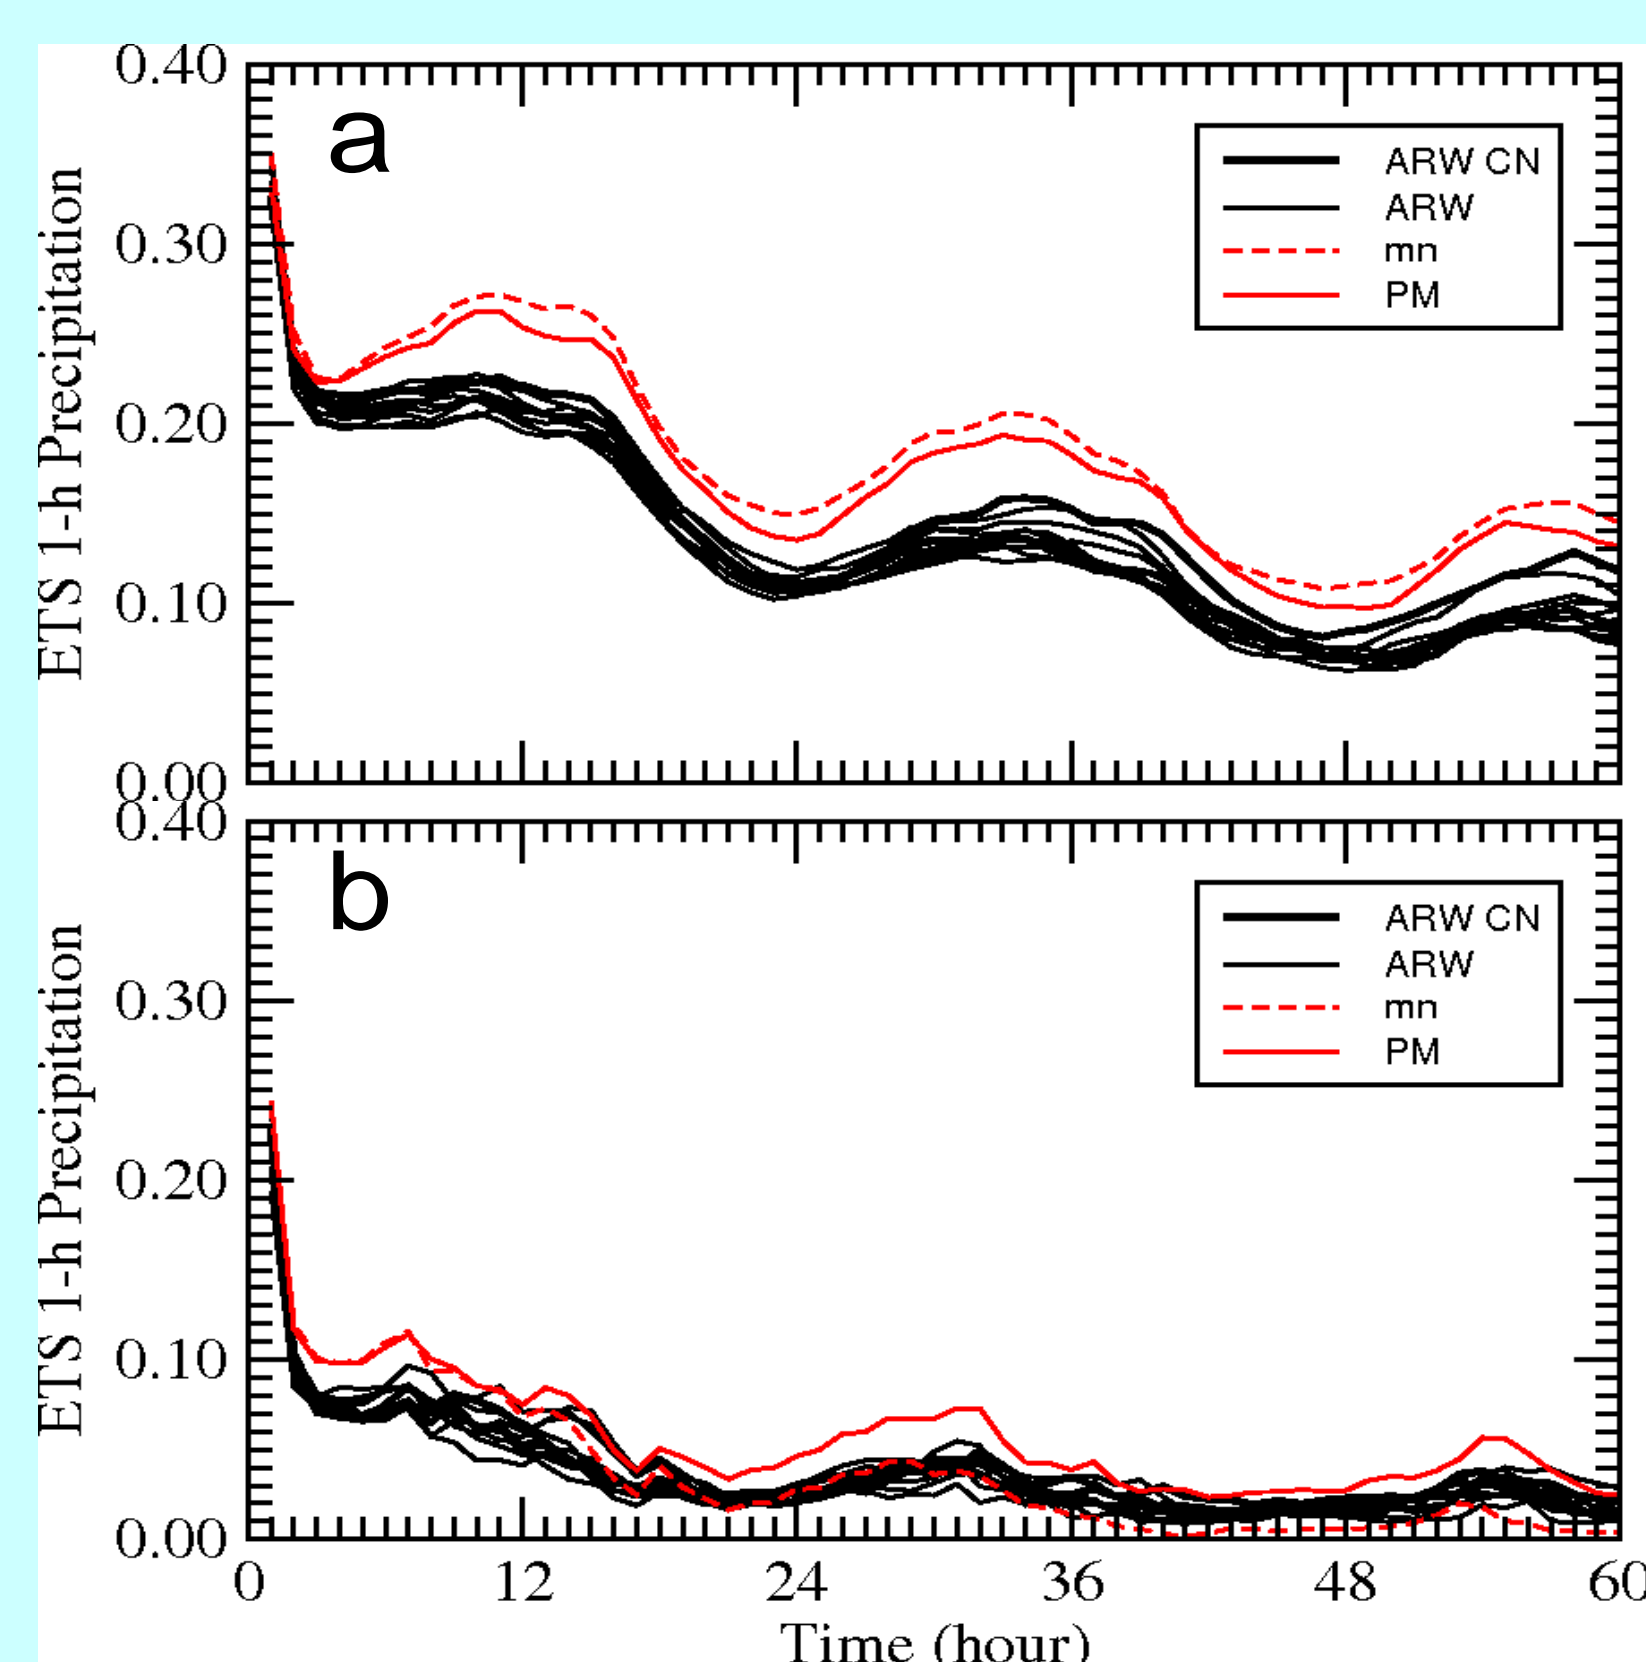 a
ETS 1-h Precipitation
0.40
0.30
0.20
0.10
0.00
ARW CN
ARW
mn
PM
b
ETS 1-h Precipitation
0.40
0.30
0.20
0.10
0.00
ARW CN
ARW
mn
PM
0 12 24 36 48 60
Time (hour)